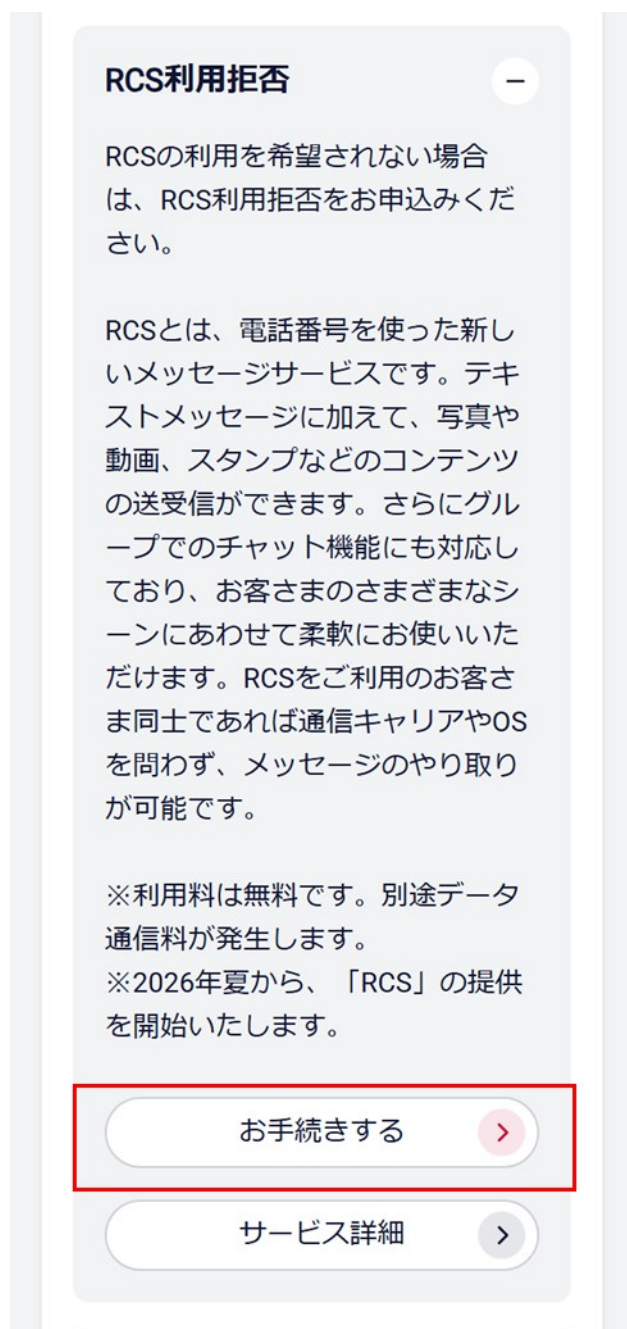 RCS利用拒否
RCSの利用を希望されない場合
は、RCS利用拒否をお申込みくだ
さい。
RCSとは、電話番号を使った新し
いメッセージサービスです。テキ
ストメッセージに加えて、写真や
動画、スタンプなどのコンテンツ
の送受信ができます。さらにグル
ープでのチャット機能にも対応し
ており、お客さまのさまざまなシ
ーンにあわせて柔軟にお使いいた
だけます。RCSをご利用のお客さ
ま同士であれば通信キャリアやOS
を問わず、メッセージのやり取り
が可能です。
※利用料は無料です。別途データ
通信料が発生します。
※2026年夏から、「RCS」の提供
を開始いたします。
お手続きする
サービス詳細